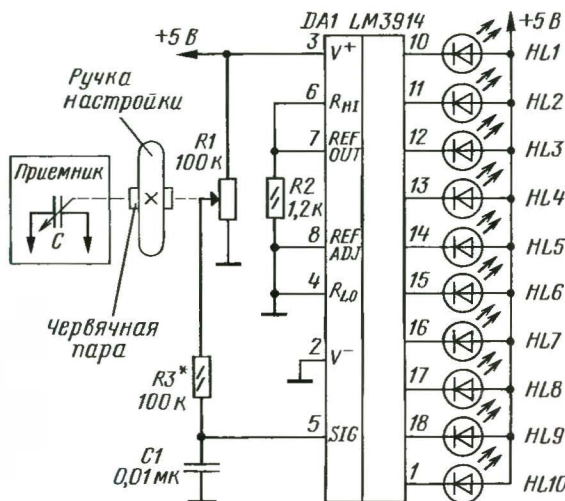 DA1 LM3914
+5 В
+5 В
3
V+
10
HL1
Ручка
настройки
6
RHI
11
HL2
7
REF
OUT
12
HL3
R1
100 к
Приемник
C
R2
1,2к
13
HL4
8
REF
ADJ
14
HL5
4
RLO
15
HL6
Червячная
пара
16
HL7
2
V−
R3*
100 к
17
HL8
5
SIG
18
HL9
C1
0,01 мк
1
HL10